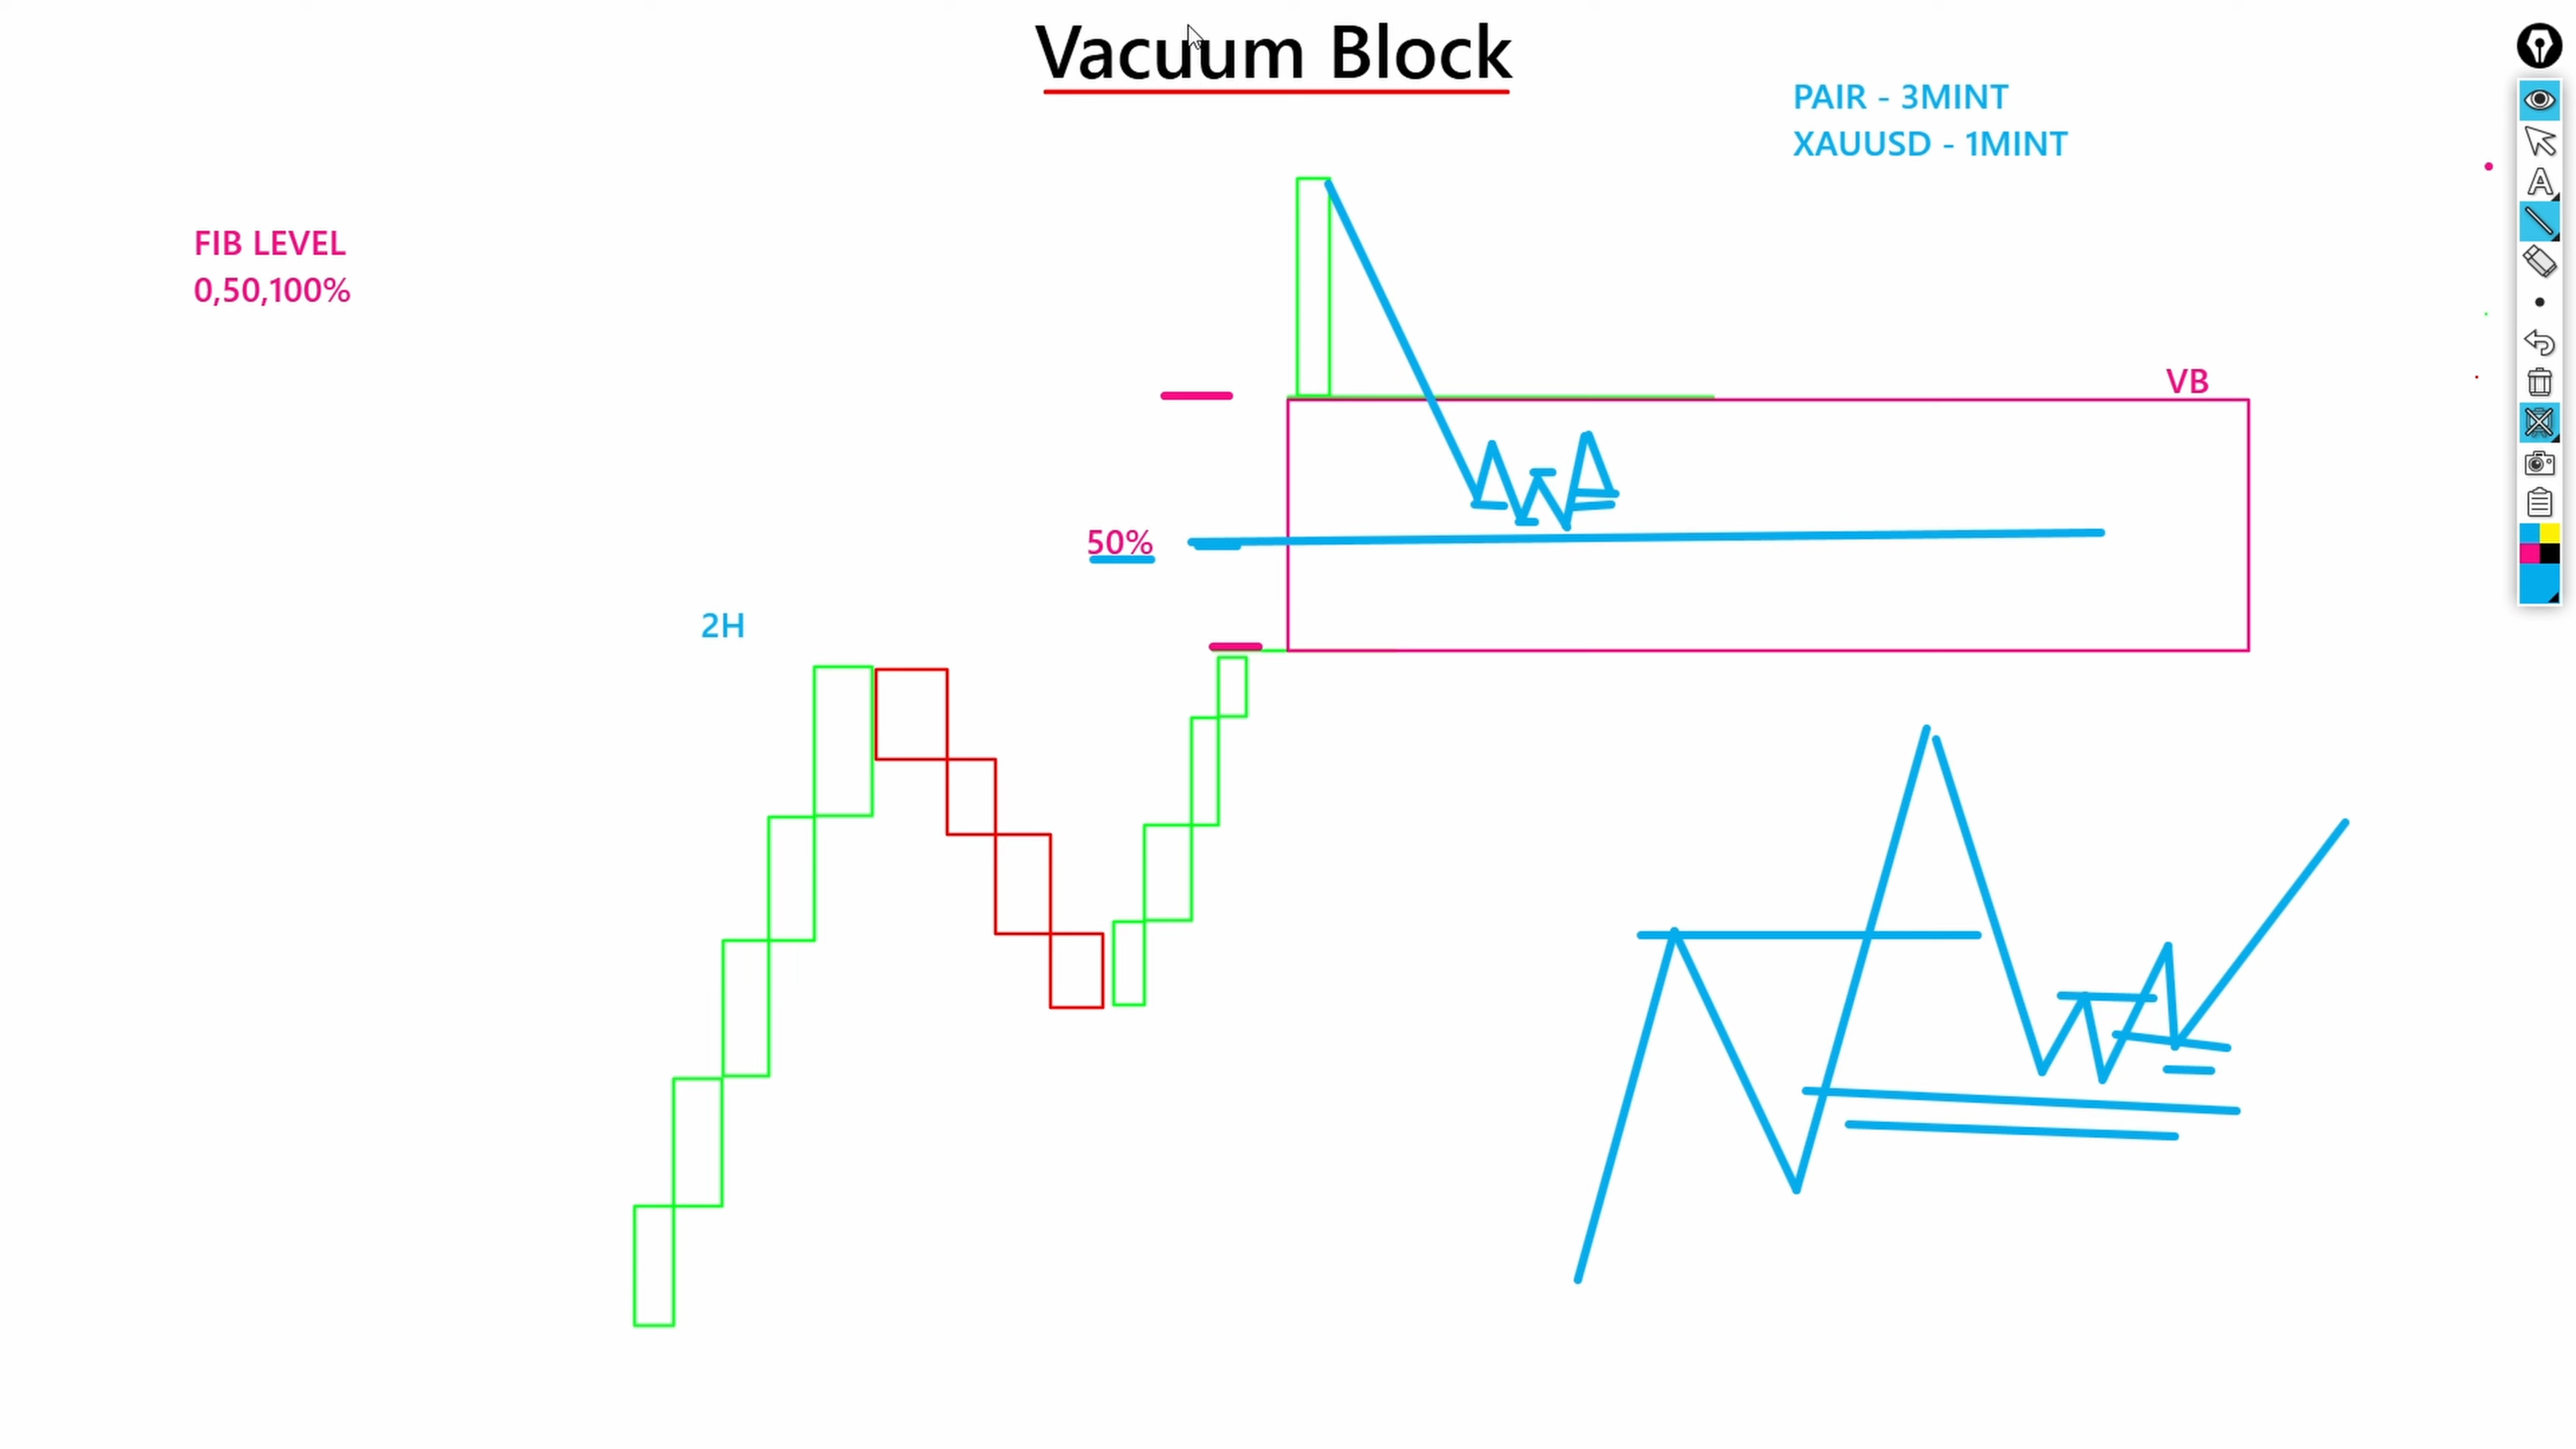 Vacuum Block
PAIR - 3MINT
XAUUSD - 1MINT
FIB LEVEL
0,50,100%
VB
50%
2H